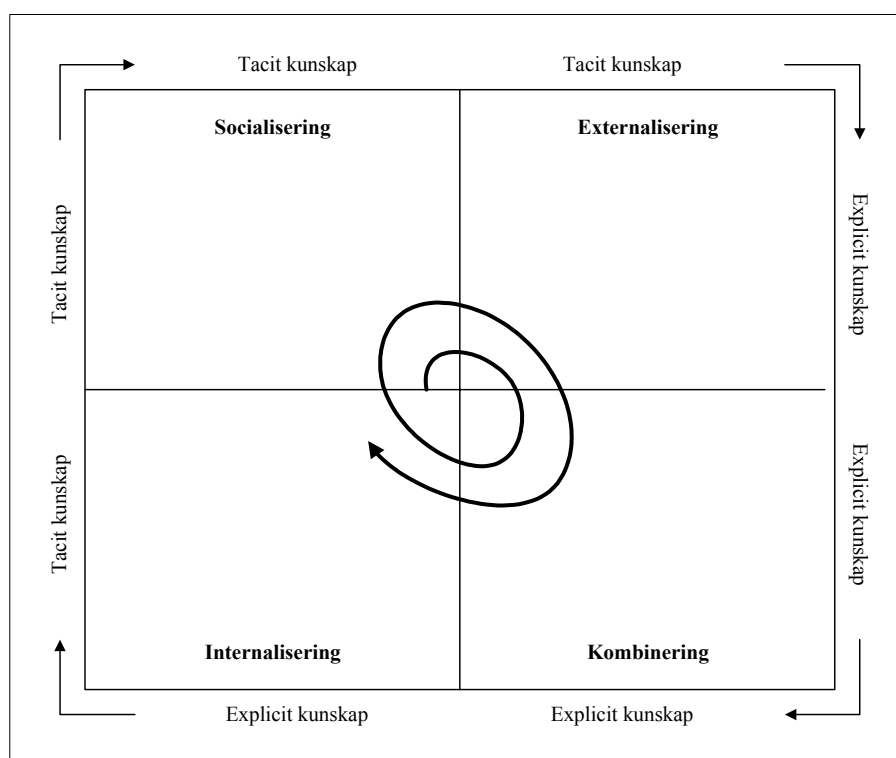 Tacit kunskap
Tacit kunskap
Socialisering
Externalisering
Tacit kunskap
Explicit kunskap
Tacit kunskap
Explicit kunskap
Internalisering
Kombinering
Explicit kunskap
Explicit kunskap